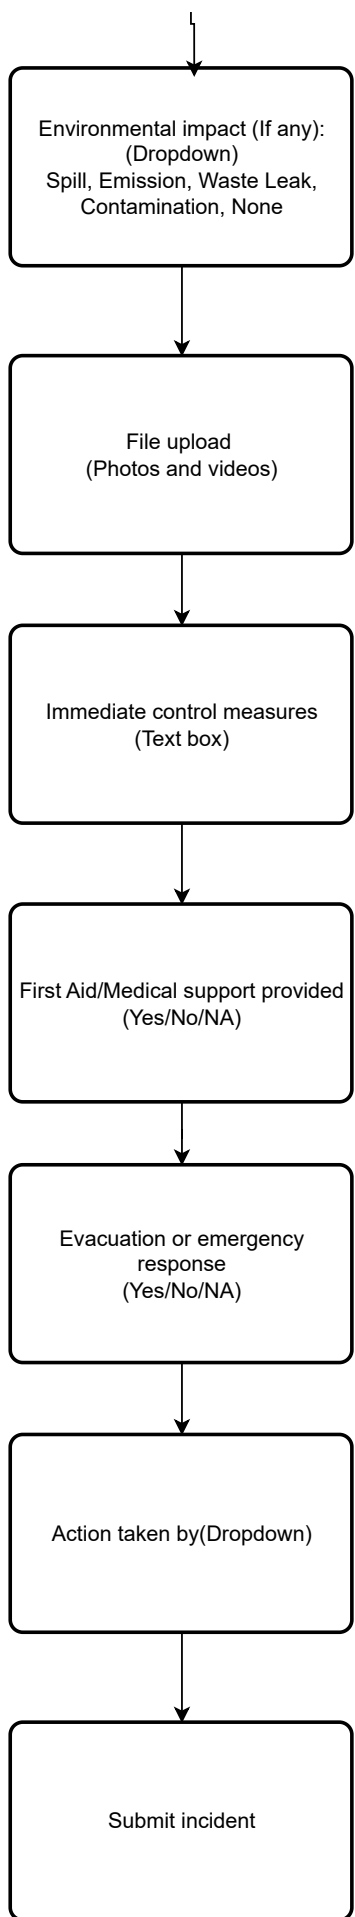 Environmental impact (If any):
(Dropdown)
Spill, Emission, Waste Leak,
Contamination, None
File upload
(Photos and videos)
Immediate control measures
(Text box)
First Aid/Medical support provided
(Yes/No/NA)
Evacuation or emergency
response
(Yes/No/NA)
Action taken by(Dropdown)
Submit incident